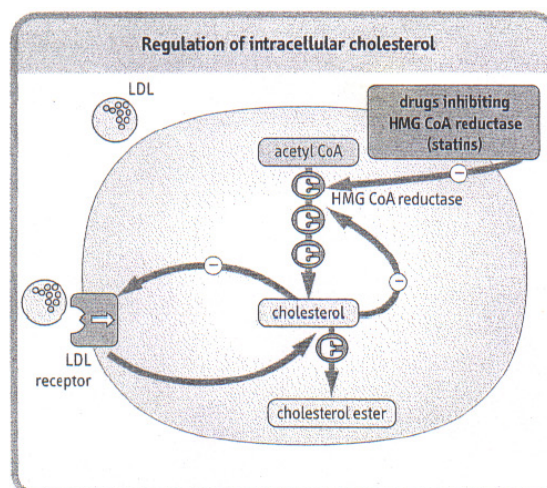 Regulation of intracellular cholesterol
LDL
drugs inhibiting
HMG CoA reductase
(statins)
acetyl CoA
−
HMG CoA reductase
−
−
cholesterol
LDL
receptor
cholesterol ester